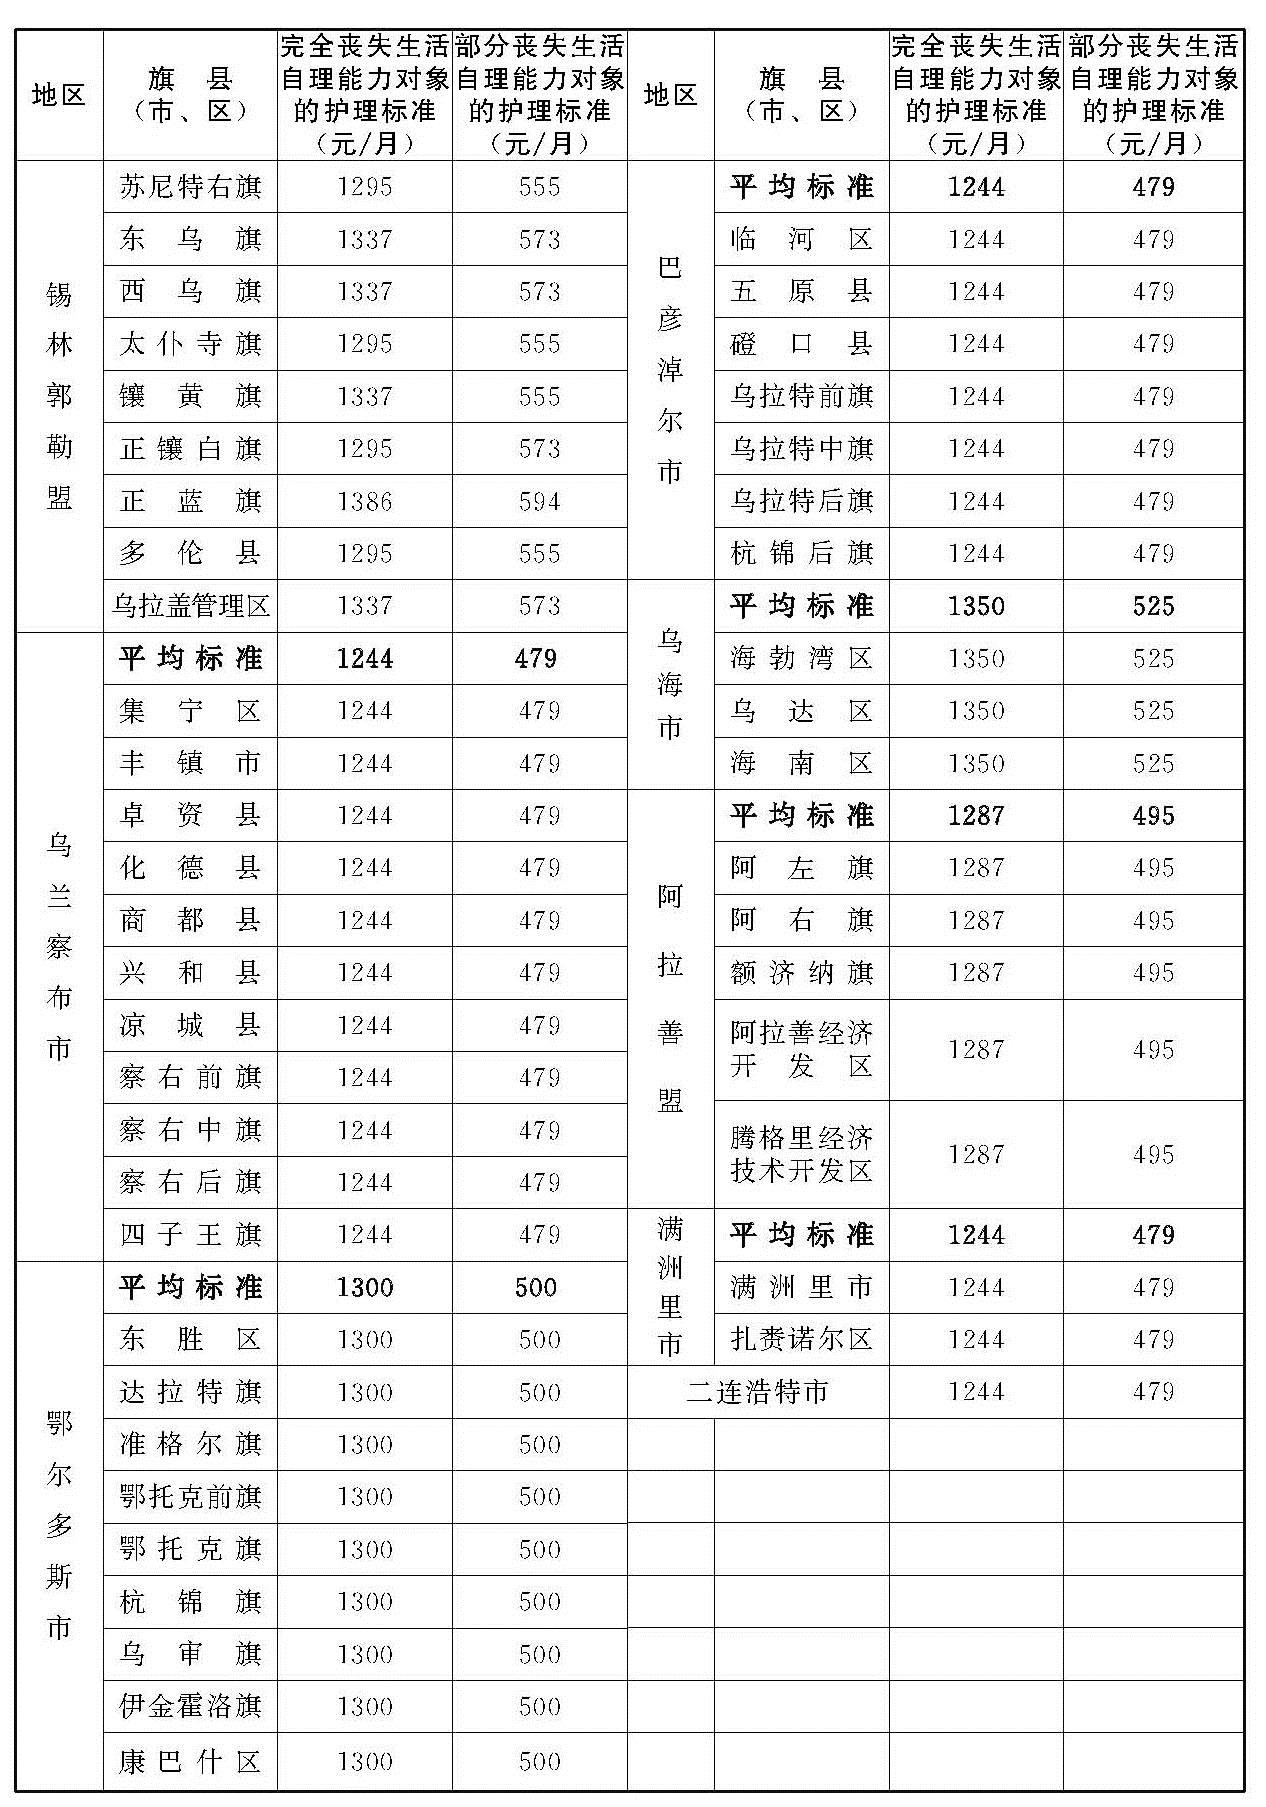 地区 旗县（市、区） 完全丧失生活自理能力对象的护理标准（元/月） 部分丧失生活自理能力对象的护理标准（元/月） 地区 旗县（市、区） 完全丧失生活自理能力对象的护理标准（元/月） 部分丧失生活自理能力对象的护理标准（元/月）
锡林郭勒盟 苏尼特右旗 1295 555 巴彦淖尔市 平均标准 1244 479
东乌旗 1337 573 临河区 1244 479
西乌旗 1337 573 五原县 1244 479
太仆寺旗 1295 555 磴口县 1244 479
镶黄旗 1337 555 乌拉特前旗 1244 479
正镶白旗 1295 573 乌拉特中旗 1244 479
正蓝旗 1386 594 乌拉特后旗 1244 479
多伦县 1295 555 杭锦后旗 1244 479
乌拉盖管理区 1337 573 乌海市 平均标准 1350 525
乌兰察布市 平均标准 1244 479 海勃湾区 1350 525
集宁区 1244 479 乌达区 1350 525
丰镇市 1244 479 海南区 1350 525
卓资县 1244 479 阿拉善盟 平均标准 1287 495
化德县 1244 479 阿左旗 1287 495
商都县 1244 479 阿右旗 1287 495
兴和县 1244 479 额济纳旗 1287 495
凉城县 1244 479 阿拉善经济开发区 1287 495
察右前旗 1244 479
察右中旗 1244 479 腾格里经济技术开发区 1287 495
察右后旗 1244 479
四子王旗 1244 479 满洲里市 平均标准 1244 479
鄂尔多斯市 平均标准 1300 500 满洲里市 1244 479
东胜区 1300 500 扎赉诺尔区 1244 479
达拉特旗 1300 500 二连浩特市 1244 479
准格尔旗 1300 500
鄂托克前旗 1300 500
鄂托克旗 1300 500
杭锦旗 1300 500
乌审旗 1300 500
伊金霍洛旗 1300 500
康巴什区 1300 500